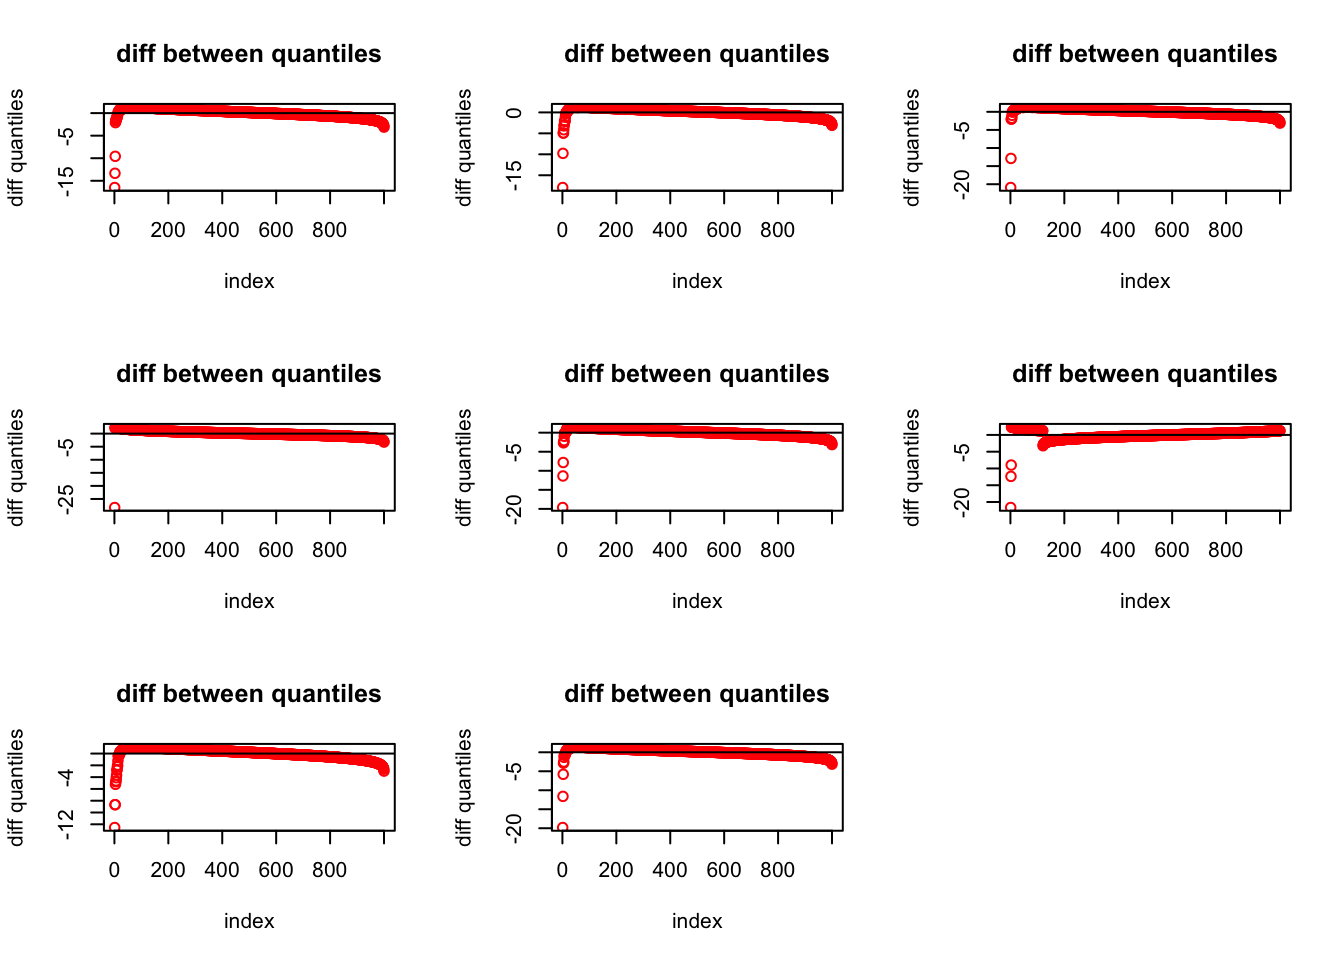 diff between quantiles
diff quantiles
-5
-15
0 200 400 600 800
index
diff between quantiles
diff quantiles
0
-15
0 200 400 600 800
index
diff between quantiles
diff quantiles
-5
-20
0 200 400 600 800
index
diff between quantiles
diff quantiles
-5
-25
0 200 400 600 800
index
diff between quantiles
diff quantiles
-5
-20
0 200 400 600 800
index
diff between quantiles
diff quantiles
-5
-20
0 200 400 600 800
index
diff between quantiles
diff quantiles
-4
-12
0 200 400 600 800
index
diff between quantiles
diff quantiles
-5
-20
0 200 400 600 800
index